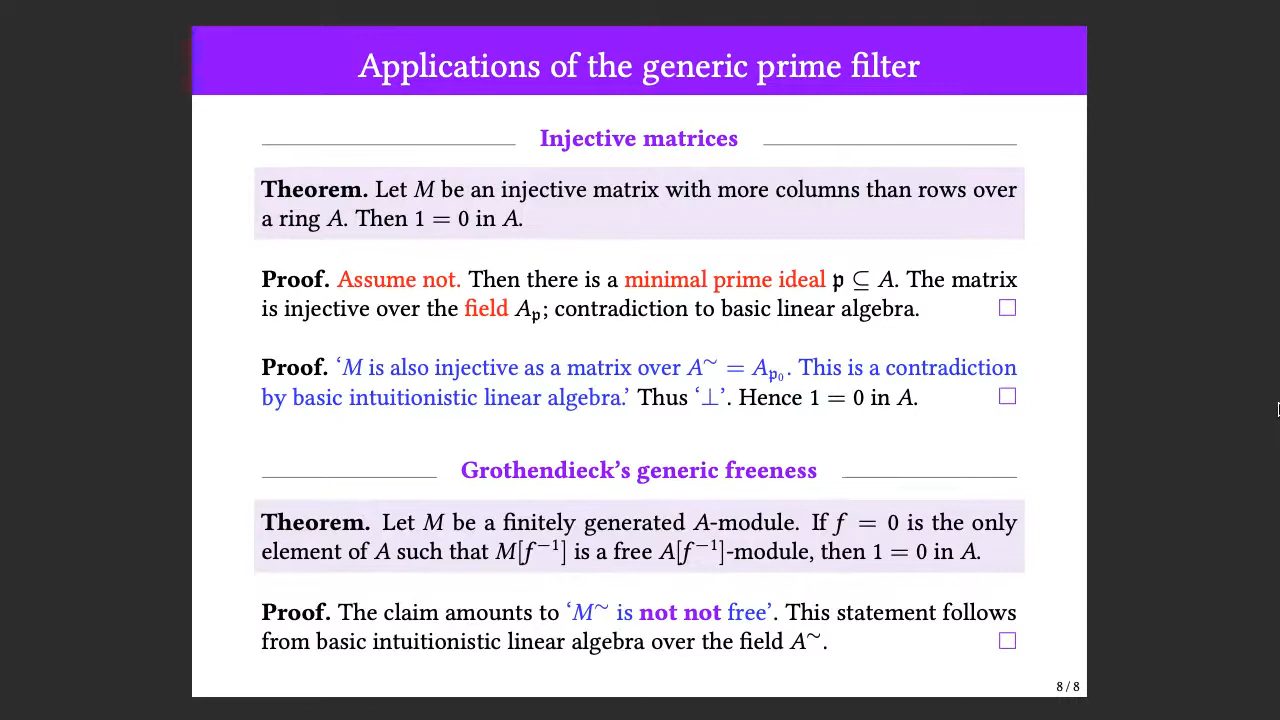 Applications of the generic prime filter
Injective matrices
Theorem. Let M be an injective matrix with more columns than rows over
a ring A. Then 1 = 0 in A.
Proof. Assume not. Then there is a minimal prime ideal 𝔭 ⊆ A. The matrix
is injective over the field A𝔭; contradiction to basic linear algebra. □
Proof. ‘M is also injective as a matrix over A∼ = A𝔭₀. This is a contradiction
by basic intuitionistic linear algebra.’ Thus ‘⊥’. Hence 1 = 0 in A. □
Grothendieck’s generic freeness
Theorem. Let M be a finitely generated A-module. If f = 0 is the only
element of A such that M[f⁻¹] is a free A[f⁻¹]-module, then 1 = 0 in A.
Proof. The claim amounts to ‘M∼ is not not free’. This statement follows
from basic intuitionistic linear algebra over the field A∼. □
8 / 8